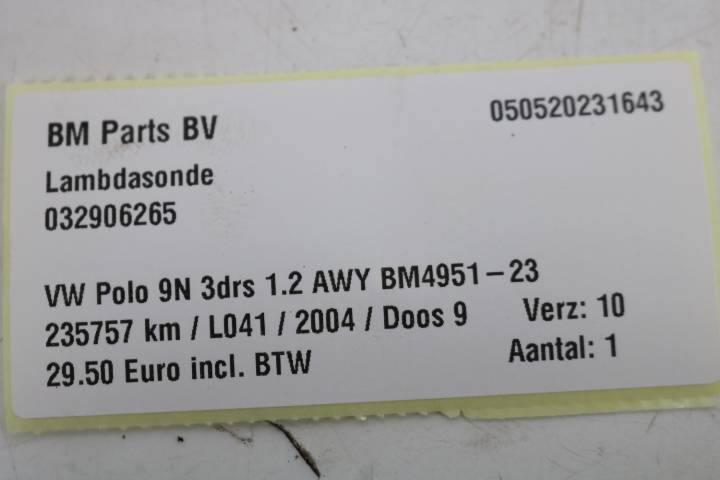 BM Parts BV 050520231643
Lambdasonde
032906265
VW Polo 9N 3drs 1.2 AWY BM4951-23
235757 km / L041 / 2004 / Doos 9 Verz: 10
29.50 Euro incl. BTW Aantal: 1